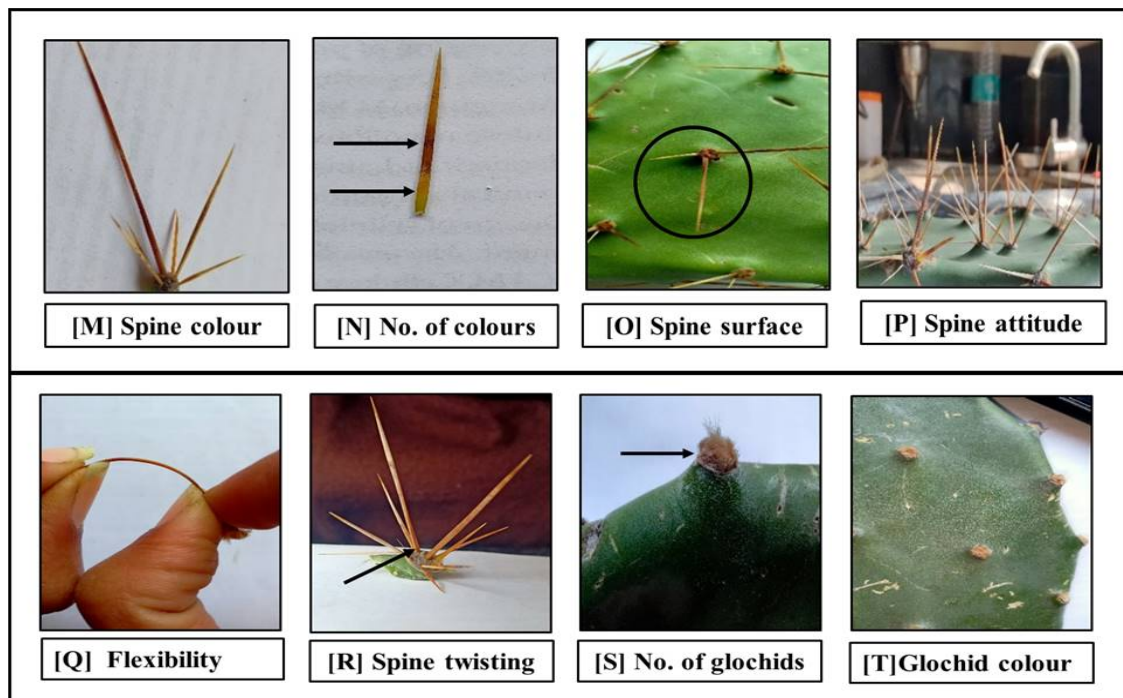 [M] Spine colour
[N] No. of colours
[O] Spine surface
[P] Spine attitude
[Q] Flexibility
[R] Spine twisting
[S] No. of glochids
[T]Glochid colour